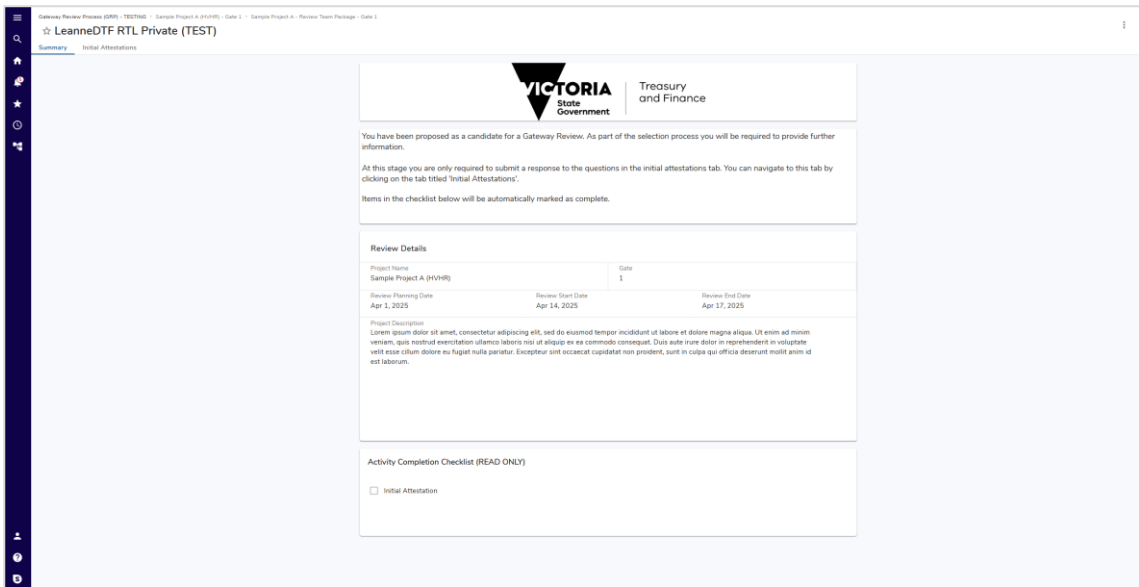 Gateway Review Process (GRP) - TESTING › Sample Project A (HVHR) - Gate 1 › Sample Project A - Review Team Package - Gate 1
LeanneDTF RTL Private (TEST)
Summary Initial Attestations
VICTORIA
State
Government
Treasury
and Finance
You have been proposed as a candidate for a Gateway Review. As part of the selection process you will be required to provide further
information.
At this stage you are only required to submit a response to the questions in the initial attestations tab. You can navigate to this tab by
clicking on the tab titled 'Initial Attestations'.
Items in the checklist below will be automatically marked as complete.
Review Details
Project Name Gate
Sample Project A (HVHR) 1
Review Planning Date Review Start Date Review End Date
Apr 1, 2025 Apr 14, 2025 Apr 17, 2025
Project Description
Lorem ipsum dolor sit amet, consectetur adipiscing elit, sed do eiusmod tempor incididunt ut labore et dolore magna aliqua. Ut enim ad minim
veniam, quis nostrud exercitation ullamco laboris nisi ut aliquip ex ea commodo consequat. Duis aute irure dolor in reprehenderit in voluptate
velit esse cillum dolore eu fugiat nulla pariatur. Excepteur sint occaecat cupidatat non proident, sunt in culpa qui officia deserunt mollit anim id
est laborum.
Activity Completion Checklist (READ ONLY)
Initial Attestation